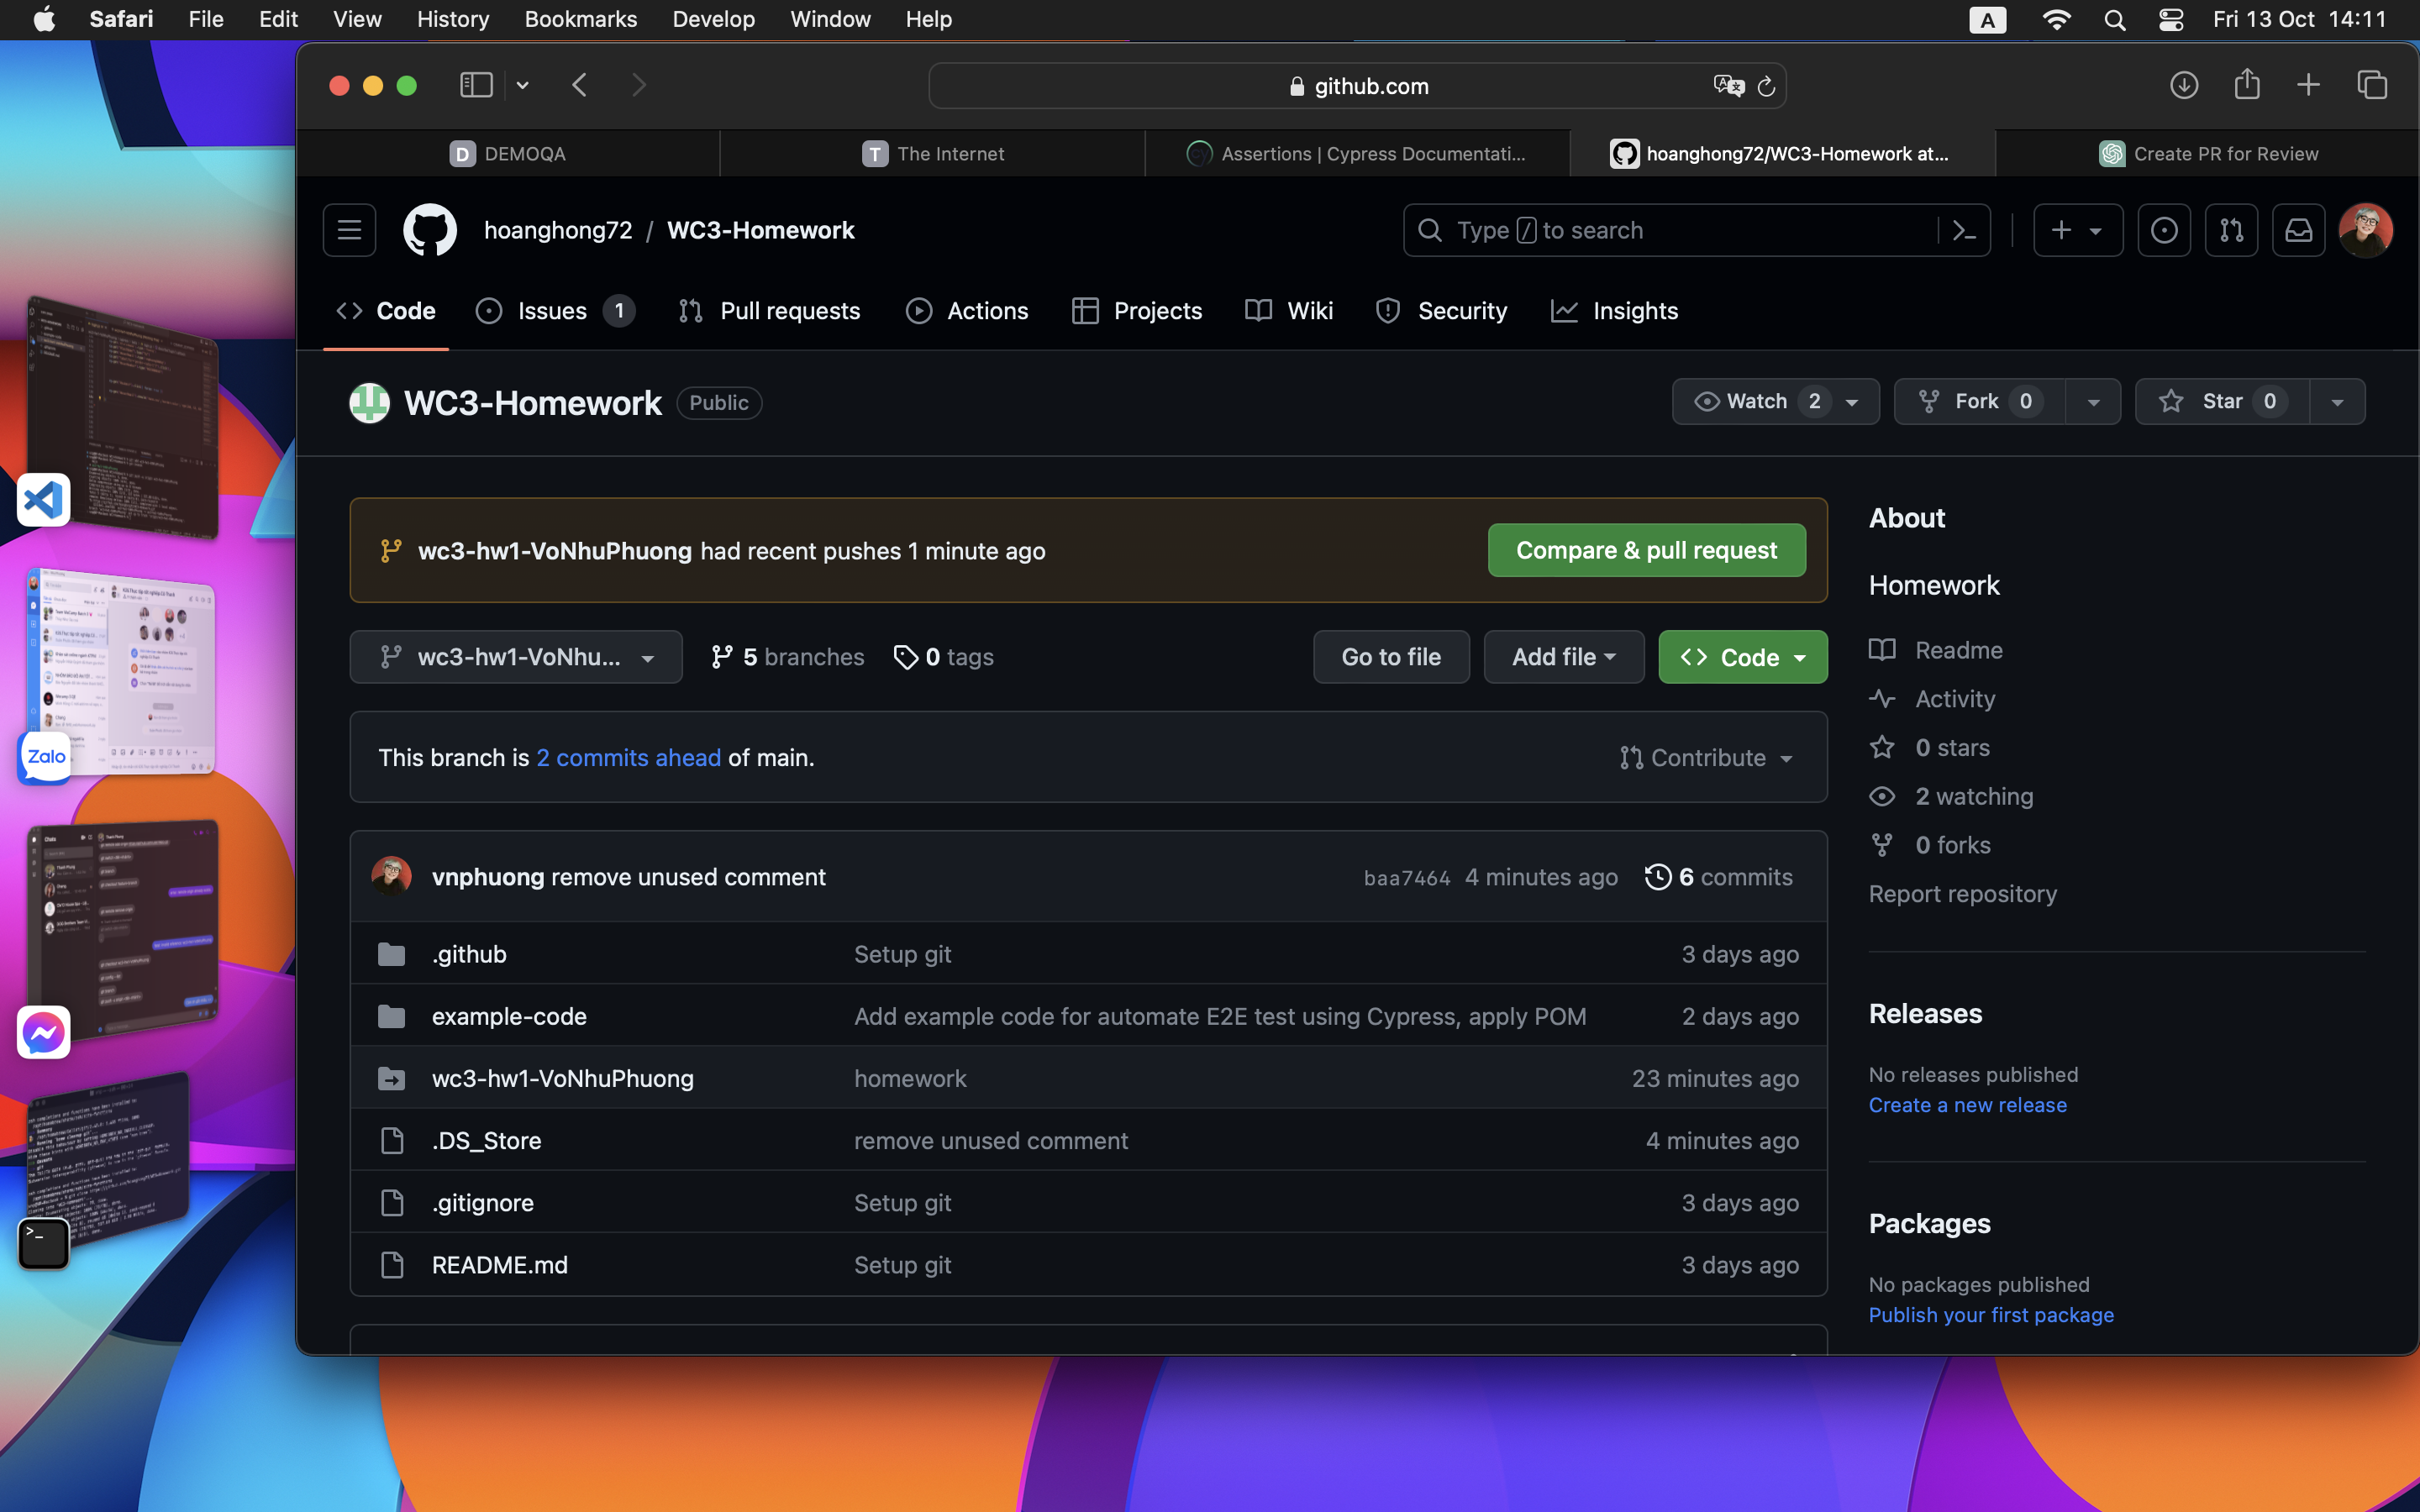 Safari File Edit View History Bookmarks Develop Window Help A Fri 13 Oct 14:11
github.com
D DEMOQA T The Internet Assertions | Cypress Documentati... hoanghong72/WC3-Homework at... Create PR for Review
hoanghong72 / WC3-Homework Type / to search
Code Issues 1 Pull requests Actions Projects Wiki Security Insights
WC3-Homework Public Watch 2 Fork 0 Star 0
wc3-hw1-VoNhuPhuong had recent pushes 1 minute ago Compare & pull request
wc3-hw1-VoNhu... 5 branches 0 tags Go to file Add file Code
This branch is 2 commits ahead of main. Contribute
vnphuong remove unused comment baa7464 4 minutes ago 6 commits
.github Setup git 3 days ago
example-code Add example code for automate E2E test using Cypress, apply POM 2 days ago
wc3-hw1-VoNhuPhuong homework 23 minutes ago
.DS_Store remove unused comment 4 minutes ago
.gitignore Setup git 3 days ago
README.md Setup git 3 days ago
About
Homework
Readme
Activity
0 stars
2 watching
0 forks
Report repository
Releases
No releases published
Create a new release
Packages
No packages published
Publish your first package
Zalo